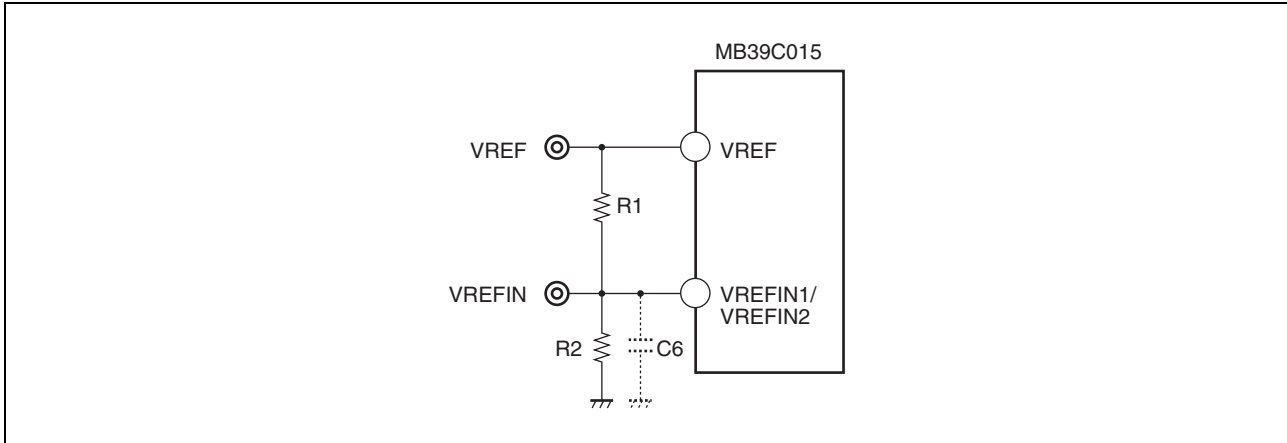 MB39C015
VREF
VREF
R1
VREFIN
VREFIN1/
VREFIN2
R2
C6